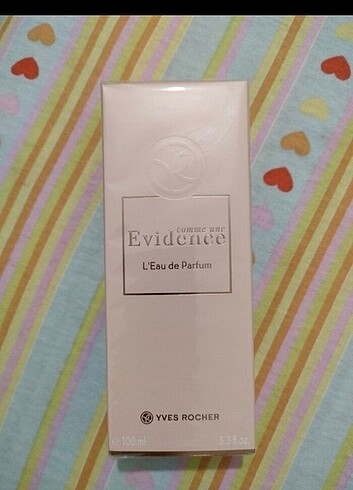 comme une
Evidence
L'Eau de Parfum
YVES ROCHER
e 100 ml 3.3 fl.oz.